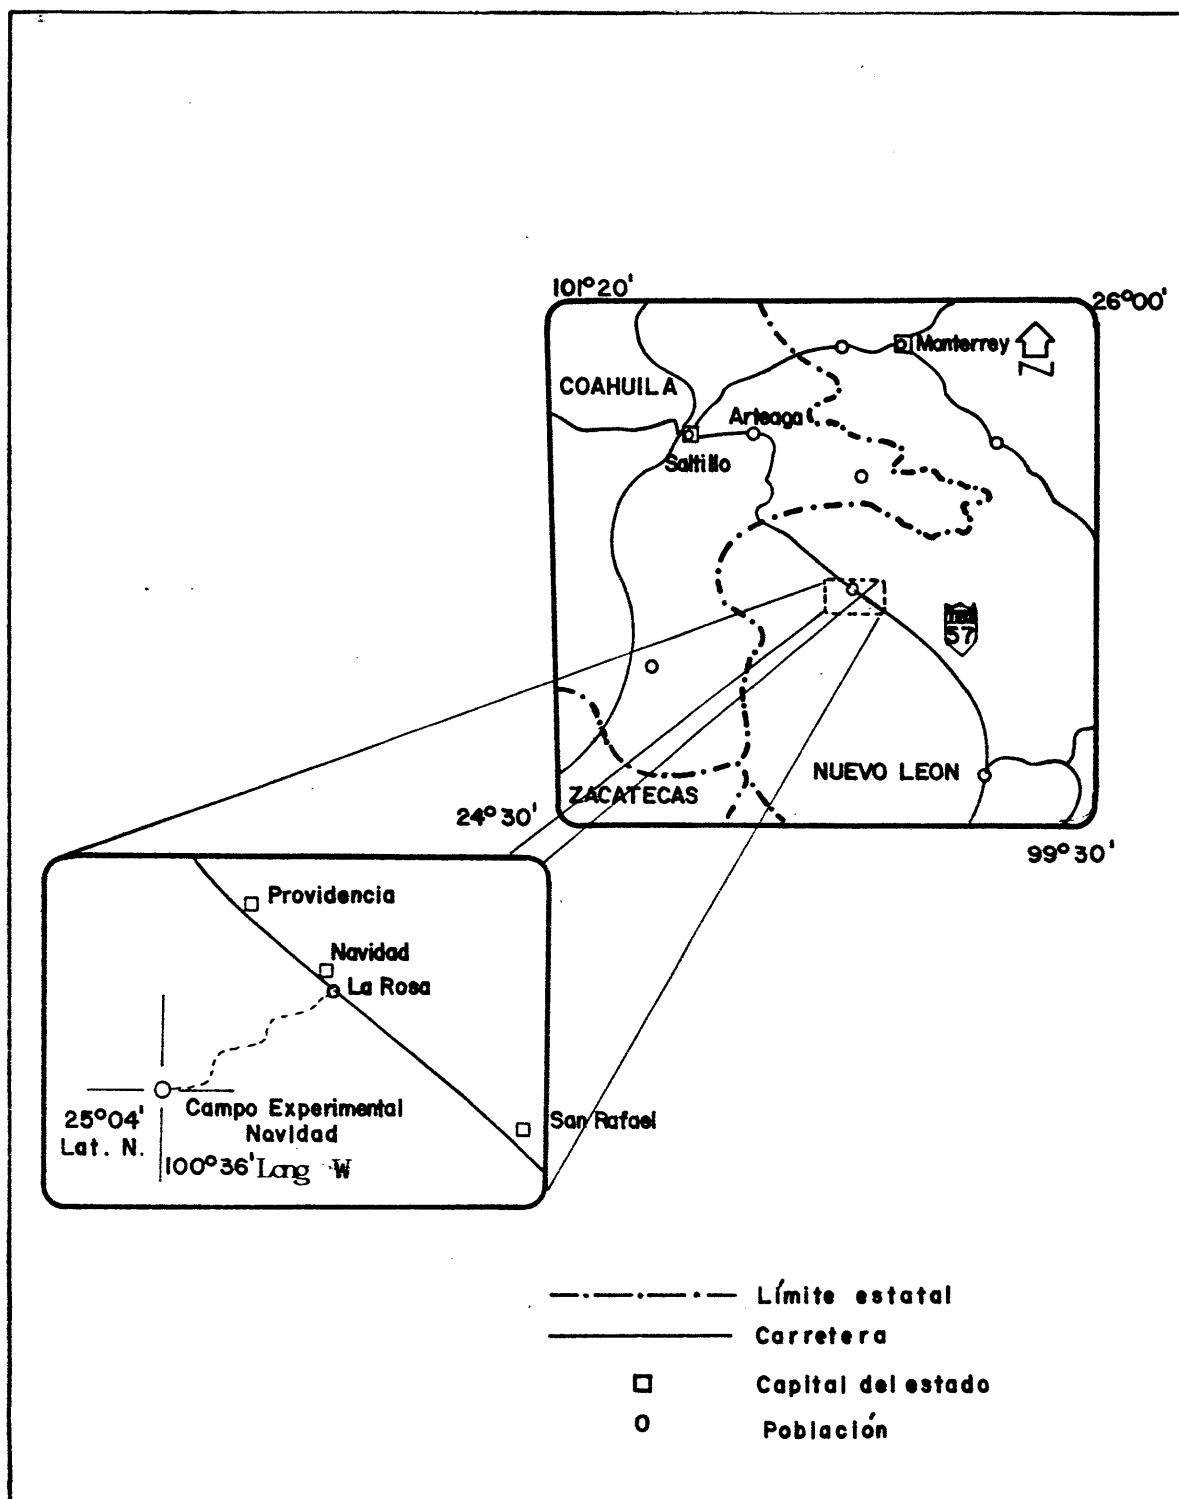 101°20'
26°00'
Monterrey
N
COAHUILA
Arteaga
Saltillo
57
NUEVO LEON
ZACATECAS
24°30'
99°30'
Providencia
Navidad
La Rosa
25°04'
Lat. N.
Campo Experimental
Navidad
100°36' Long W
San Rafael
Límite estatal
Carretera
Capital del estado
Población